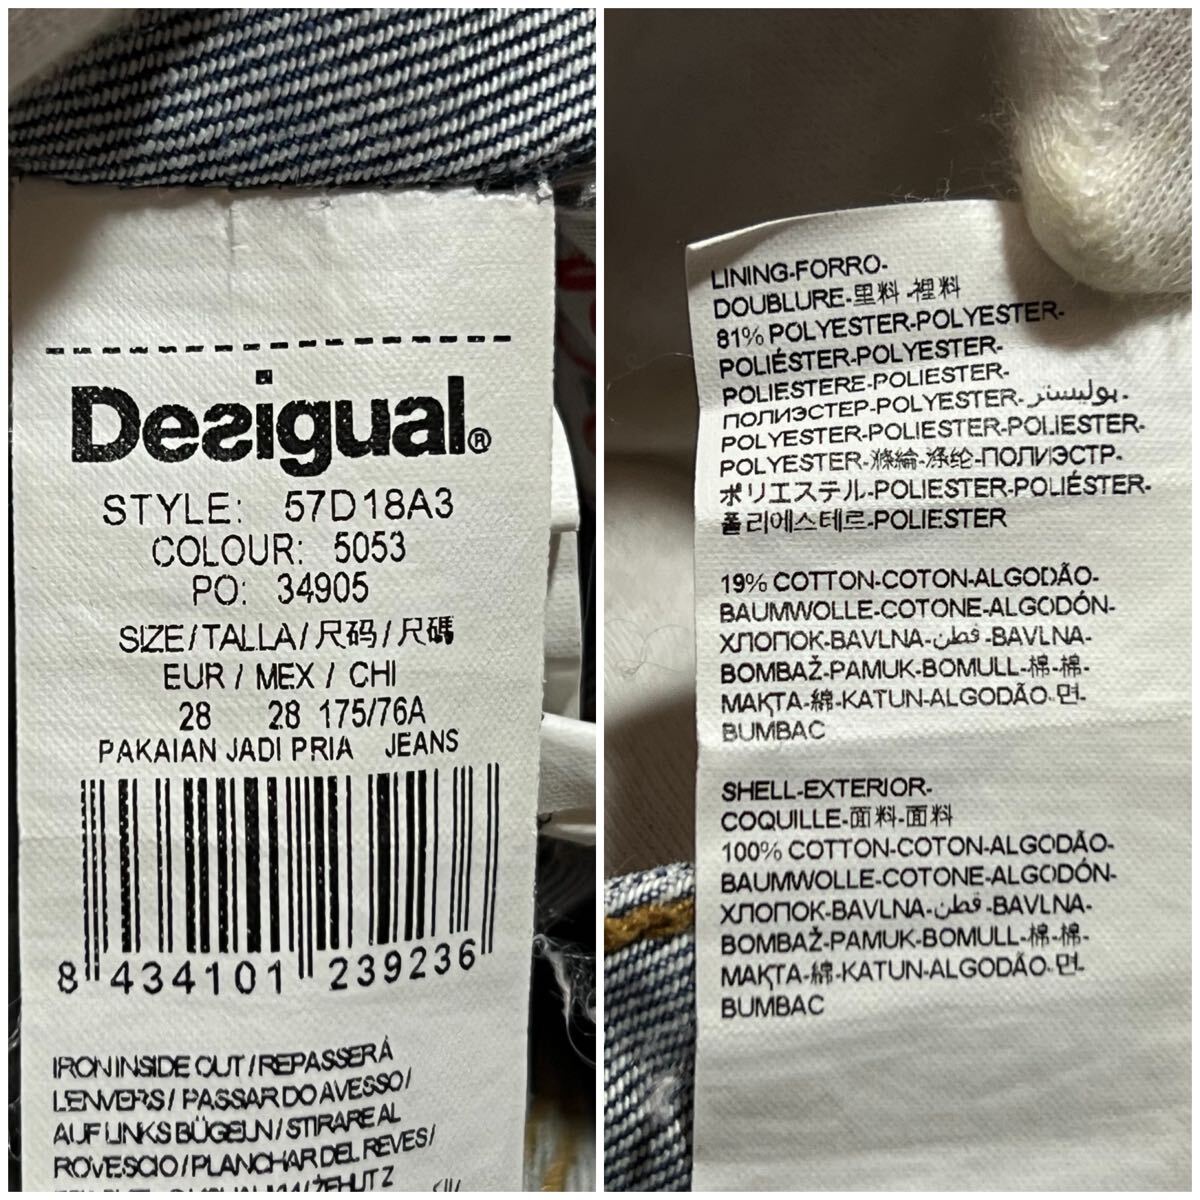 Desigual®
STYLE: 57D18A3
COLOUR: 5053
PO: 34905
SIZE/TALLA/尺码/尺碼
EUR / MEX / CHI
28 28 175/76A
PAKAIAN JADI PRIA JEANS
8 434101 239236
IRON INSIDE OUT/REPASSER À
L'ENVERS/PASSAR DO AVESSO/
AUF LINKS BÜGELN/STIRARE AL
ROVESCIO/PLANCHAR DEL REVES/
LINING-FORRO-
DOUBLURE-里料-裡料
81% POLYESTER-POLYESTER-
POLIÉSTER-POLYESTER-
POLIESTERE-POLIESTER-
ПОЛИЭСТЕР-POLYESTER-بوليستر-
POLYESTER-POLIESTER-POLIESTER-
POLYESTER-滌綸-涤纶-ПОЛИЭСТР-
ポリエステル-POLIESTER-POLIÉSTER-
폴리에스테르-POLIESTER
19% COTTON-COTON-ALGODÃO-
BAUMWOLLE-COTONE-ALGODÓN-
ХЛОПОК-BAVLNA-قطن-BAVLNA-
BOMBAŽ-PAMUK-BOMULL-棉-棉-
МАҚТА-綿-KATUN-ALGODÃO-면-
BUMBAC
SHELL-EXTERIOR-
COQUILLE-面料-面料
100% COTTON-COTON-ALGODÃO-
BAUMWOLLE-COTONE-ALGODÓN-
ХЛОПОК-BAVLNA-قطن-BAVLNA-
BOMBAŽ-PAMUK-BOMULL-棉-棉-
МАҚТА-綿-KATUN-ALGODÃO-면-
BUMBAC